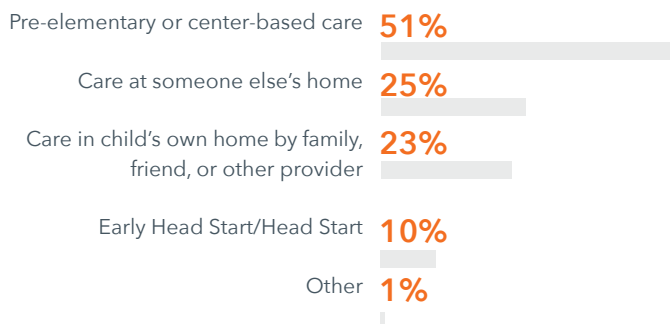 Pre-elementary or center-based care 51%
Care at someone else’s home 25%
Care in child’s own home by family, 23%
friend, or other provider
Early Head Start/Head Start 10%
Other 1%